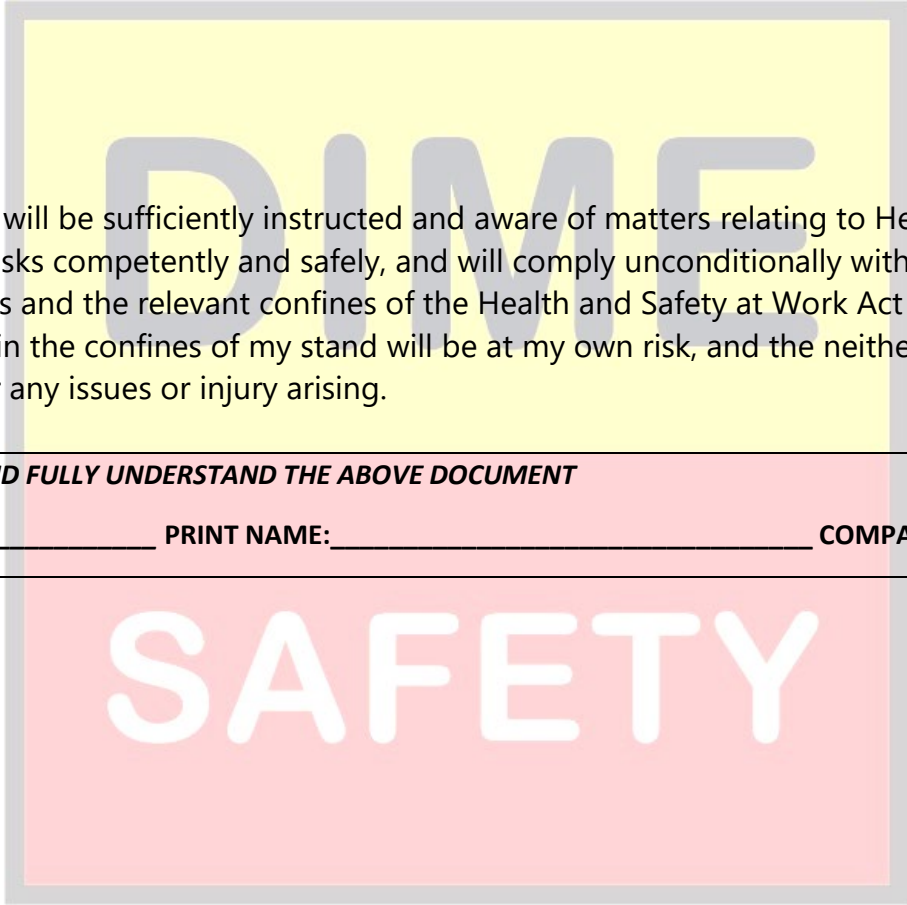 DIME
will be sufficiently instructed and aware of matters relating to He
sks competently and safely, and will comply unconditionally with
s and the relevant confines of the Health and Safety at Work Act
in the confines of my stand will be at my own risk, and the neithe
any issues or injury arising.
D FULLY UNDERSTAND THE ABOVE DOCUMENT
___________ PRINT NAME:__________________________________ COMPA
SAFETY